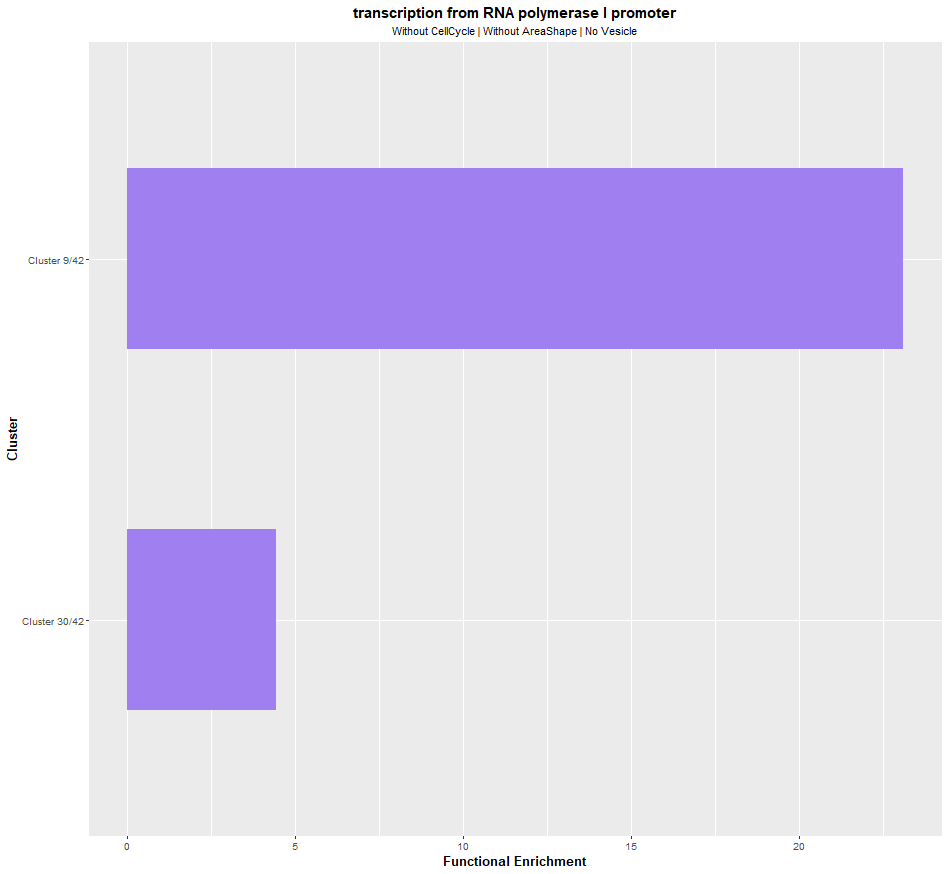 transcription from RNA polymerase I promoter
Without CellCycle | Without AreaShape | No Vesicle
Cluster 9/42
Cluster
Cluster 30/42
0 5 10 15 20
Functional Enrichment